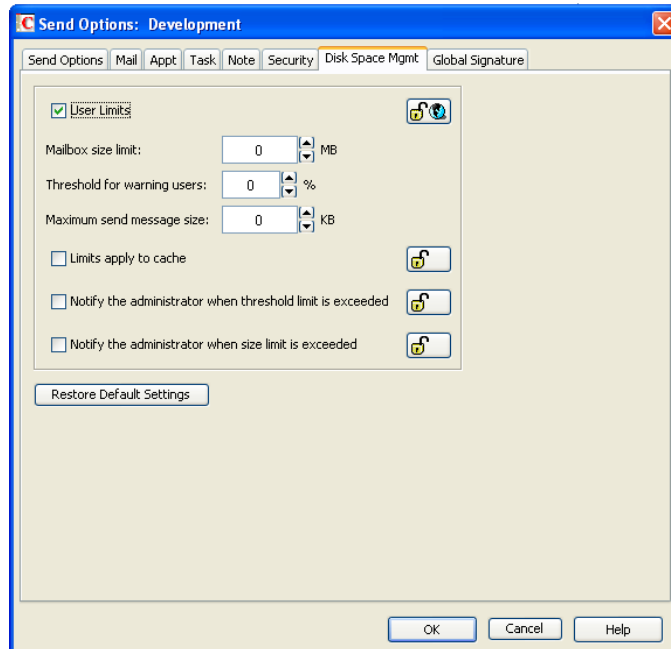 Send Options: Development
Send Options Mail Appt Task Note Security Disk Space Mgmt Global Signature
User Limits
Mailbox size limit: 0 MB
Threshold for warning users: 0 %
Maximum send message size: 0 KB
Limits apply to cache
Notify the administrator when threshold limit is exceeded
Notify the administrator when size limit is exceeded
Restore Default Settings
OK Cancel Help